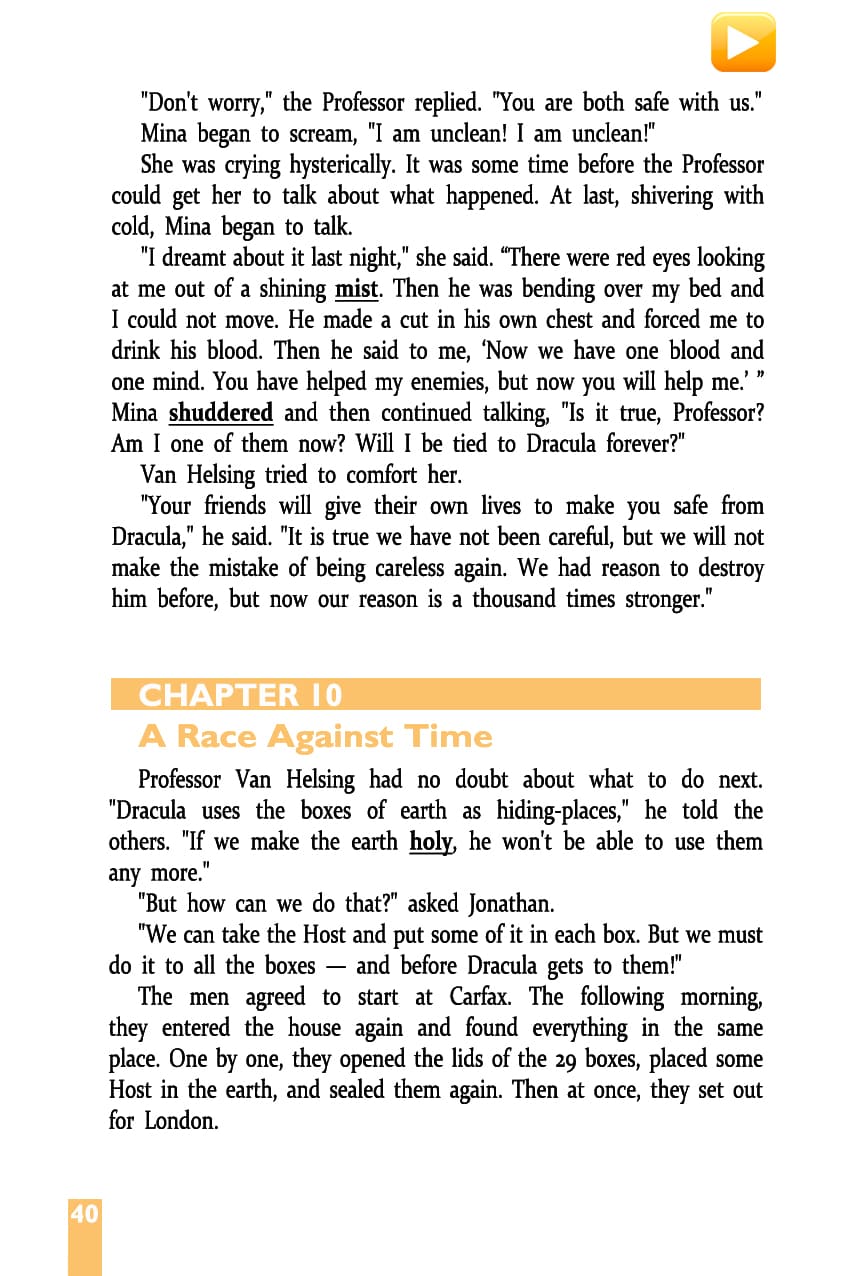 "Don't worry," the Professor replied. "You are both safe with us."
Mina began to scream, "I am unclean! I am unclean!"
She was crying hysterically. It was some time before the Professor
could get her to talk about what happened. At last, shivering with
cold, Mina began to talk.
"I dreamt about it last night," she said. “There were red eyes looking
at me out of a shining mist. Then he was bending over my bed and
I could not move. He made a cut in his own chest and forced me to
drink his blood. Then he said to me, ‘Now we have one blood and
one mind. You have helped my enemies, but now you will help me.’ ”
Mina shuddered and then continued talking, "Is it true, Professor?
Am I one of them now? Will I be tied to Dracula forever?"
Van Helsing tried to comfort her.
"Your friends will give their own lives to make you safe from
Dracula," he said. "It is true we have not been careful, but we will not
make the mistake of being careless again. We had reason to destroy
him before, but now our reason is a thousand times stronger."
CHAPTER 10
A Race Against Time
Professor Van Helsing had no doubt about what to do next.
"Dracula uses the boxes of earth as hiding-places," he told the
others. "If we make the earth holy, he won't be able to use them
any more."
"But how can we do that?" asked Jonathan.
"We can take the Host and put some of it in each box. But we must
do it to all the boxes — and before Dracula gets to them!"
The men agreed to start at Carfax. The following morning,
they entered the house again and found everything in the same
place. One by one, they opened the lids of the 29 boxes, placed some
Host in the earth, and sealed them again. Then at once, they set out
for London.
40